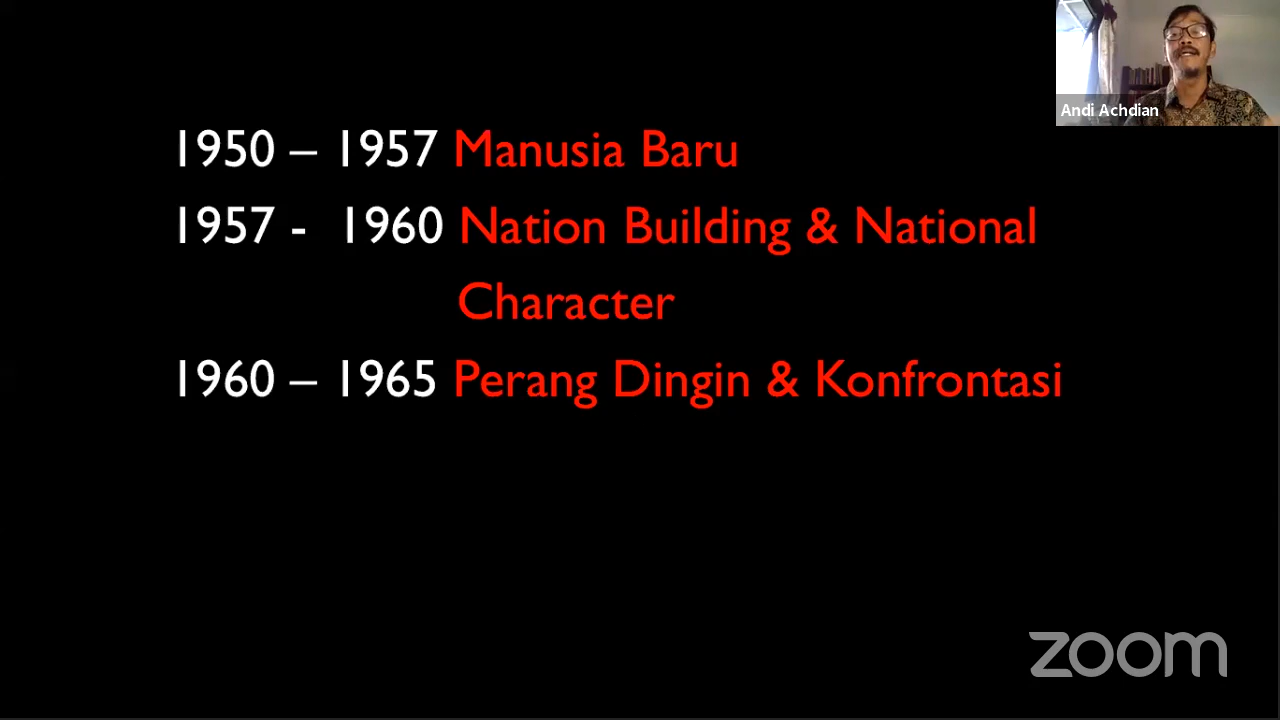 Andi Achdian
1950 – 1957 Manusia Baru
1957 - 1960 Nation Building & National
Character
1960 – 1965 Perang Dingin & Konfrontasi
zoom